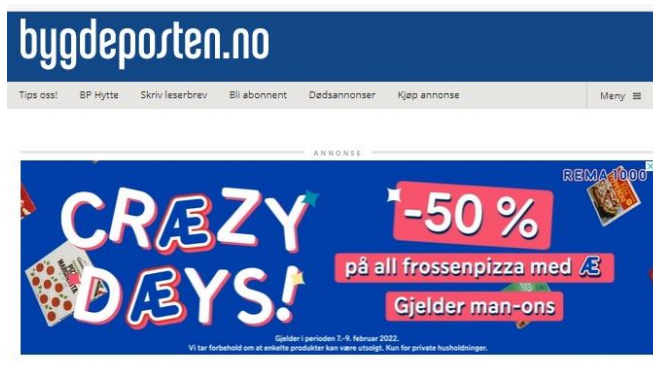 bygdeposten.no
Tips oss! BP Hytte Skriv leserbrev Bli abonnent Dødsannonser Kjøp annonse Meny
ANNONSE
REMA 1000
CRÆZY
DÆYS!
-50 %
på all frossenpizza med Æ
Gjelder man-ons
Gjelder i perioden 7.-9. februar 2022.
Vi tar forbehold om at enkelte produkter kan være utsolgt. Kun for private husholdninger.